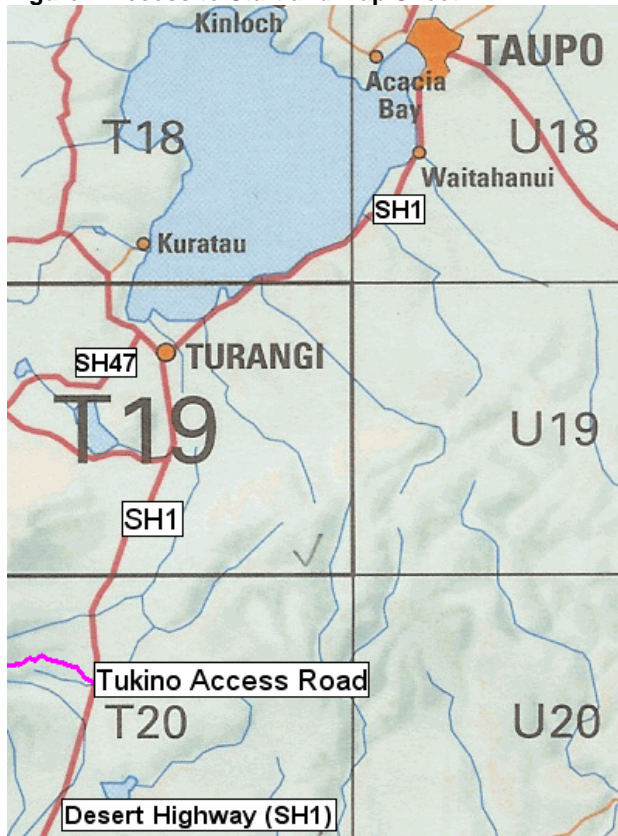 Kinloch
TAUPO
Acacia
Bay
T18
U18
Waitahanui
SH1
Kuratau
SH47
TURANGI
T19
U19
SH1
Tukino Access Road
T20
U20
Desert Highway (SH1)